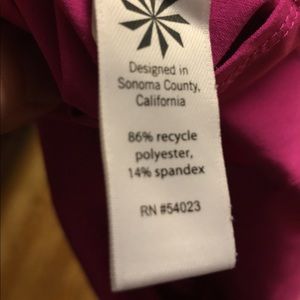 Designed in
Sonoma County,
California
86% recycle
polyester,
14% spandex
RN #54023